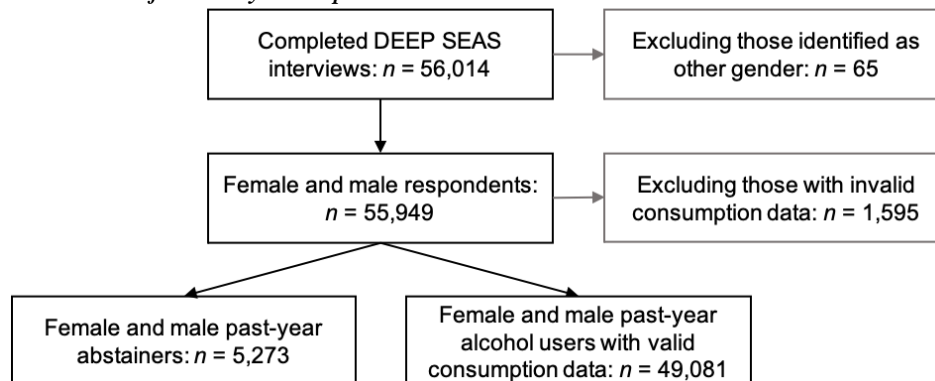 Completed DEEP SEAS
interviews: n = 56,014
Excluding those identified as
other gender: n = 65
Female and male respondents:
n = 55,949
Excluding those with invalid
consumption data: n = 1,595
Female and male past-year
abstainers: n = 5,273
Female and male past-year
alcohol users with valid
consumption data: n = 49,081